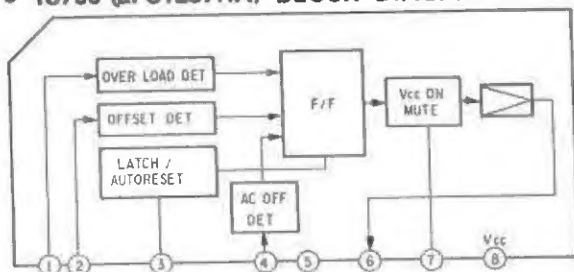 OVER LOAD DET
OFFSET DET
LATCH /
AUTORESET
AC OFF
DET
F/F
Vcc ON
MUTE
Vcc
1 2 3 4 5 6 7 8